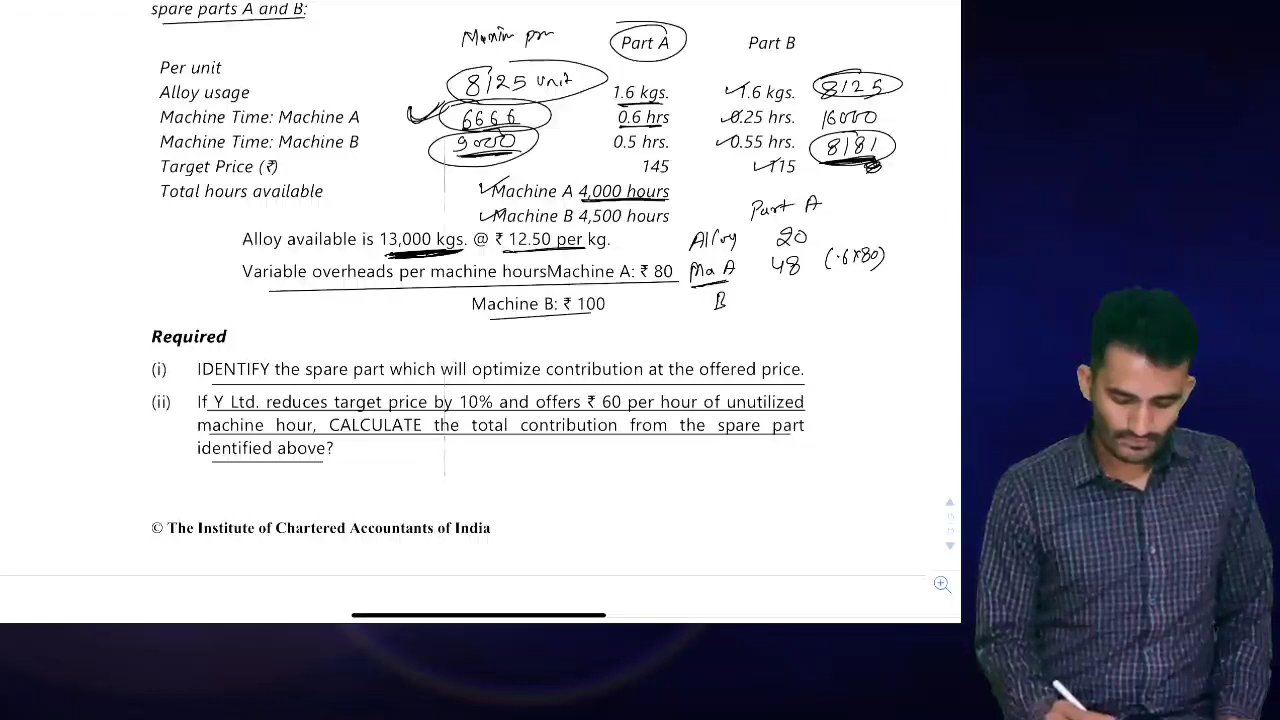 spare parts A and B:
Part A Part B
Per unit 8125 unit
Alloy usage 1.6 kgs. 1.6 kgs. 8125
Machine Time: Machine A 6666 0.6 hrs 0.25 hrs. 16000
Machine Time: Machine B 9000 0.5 hrs. 0.55 hrs. 8181
Target Price (₹) 145 115
Total hours available Machine A 4,000 hours
Machine B 4,500 hours
Part A
Alloy available is 13,000 kgs. @ ₹ 12.50 per kg. Alloy 20
Variable overheads per machine hoursMachine A: ₹ 80 Ma A 48 (.6x80)
Machine B: ₹ 100 B
Required
(i) IDENTIFY the spare part which will optimize contribution at the offered price.
(ii) If Y Ltd. reduces target price by 10% and offers ₹ 60 per hour of unutilized
machine hour, CALCULATE the total contribution from the spare part
identified above?
© The Institute of Chartered Accountants of India